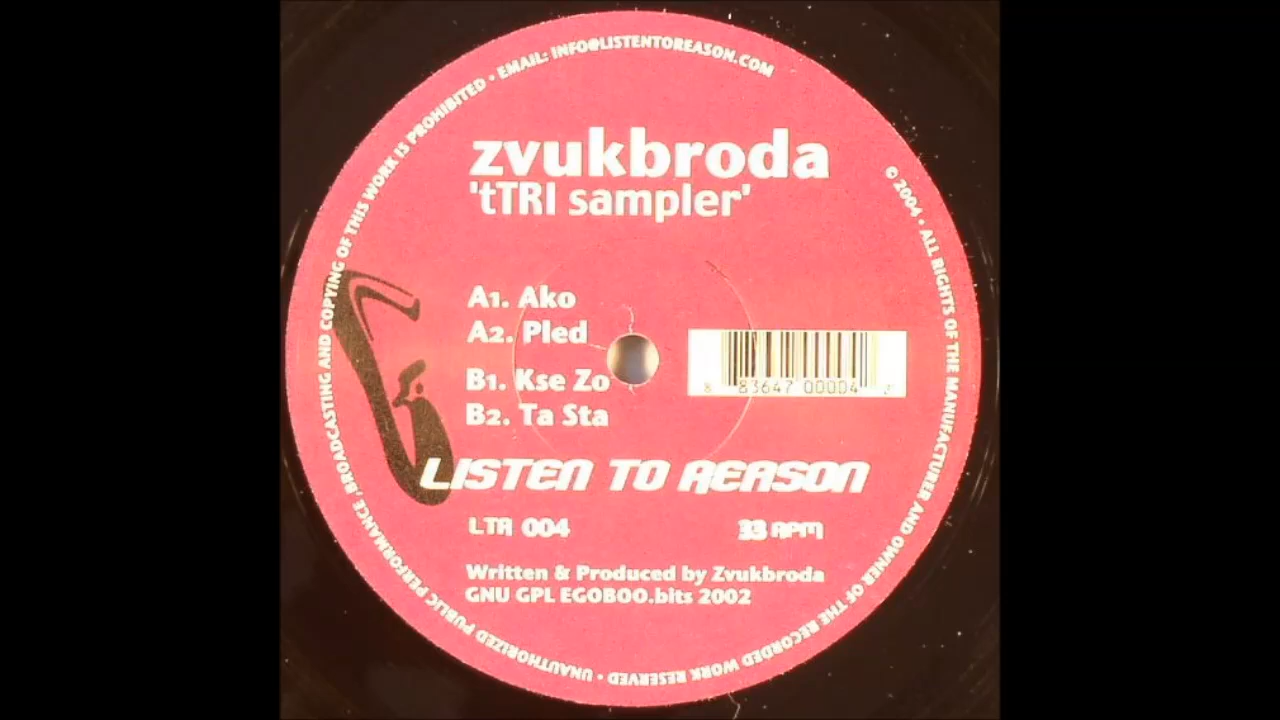 zvukbroda
'tTRI sampler'
A1. Ako
A2. Pled
B1. Kse Zo
B2. Ta Sta
8 83647 00004 2
LISTEN TO REASON
LTR 004 33 RPM
Written & Produced by Zvukbroda
GNU GPL EGOBOO.bits 2002
© 2004 • ALL RIGHTS OF THE MANUFACTURER AND OWNER OF THE RECORDED WORK RESERVED • UNAUTHORIZED PUBLIC PERFORMANCE, BROADCASTING AND COPYING OF THIS WORK IS PROHIBITED • EMAIL: INFO@LISTENTOREASON.COM